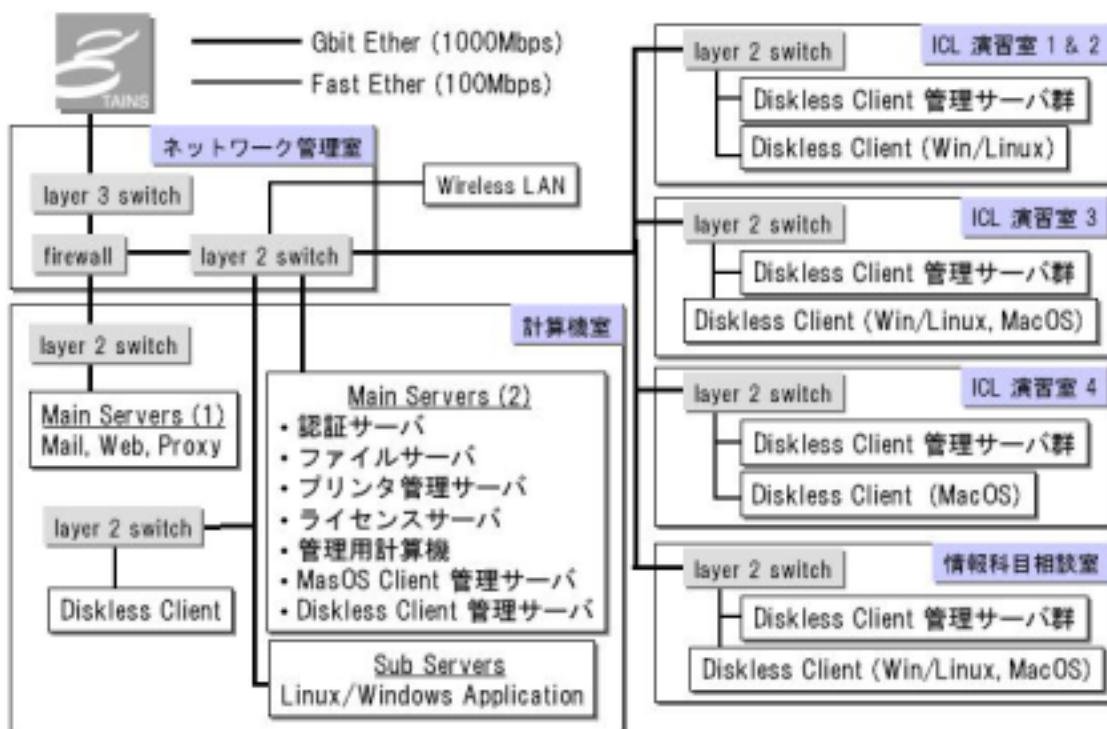 TAINS
Gbit Ether (1000Mbps)
Fast Ether (100Mbps)
ネットワーク管理室
layer 3 switch
Wireless LAN
firewall
layer 2 switch
計算機室
layer 2 switch
Main Servers (1)
Mail, Web, Proxy
Main Servers (2)
・認証サーバ
・ファイルサーバ
・プリンタ管理サーバ
・ライセンスサーバ
・管理用計算機
・MasOS Client 管理サーバ
・Diskless Client 管理サーバ
layer 2 switch
Diskless Client
Sub Servers
Linux/Windows Application
ICL 演習室 1 & 2
layer 2 switch
Diskless Client 管理サーバ群
Diskless Client (Win/Linux)
ICL 演習室 3
layer 2 switch
Diskless Client 管理サーバ群
Diskless Client (Win/Linux, MacOS)
ICL 演習室 4
layer 2 switch
Diskless Client 管理サーバ群
Diskless Client (MacOS)
情報科目相談室
layer 2 switch
Diskless Client 管理サーバ群
Diskless Client (Win/Linux, MacOS)